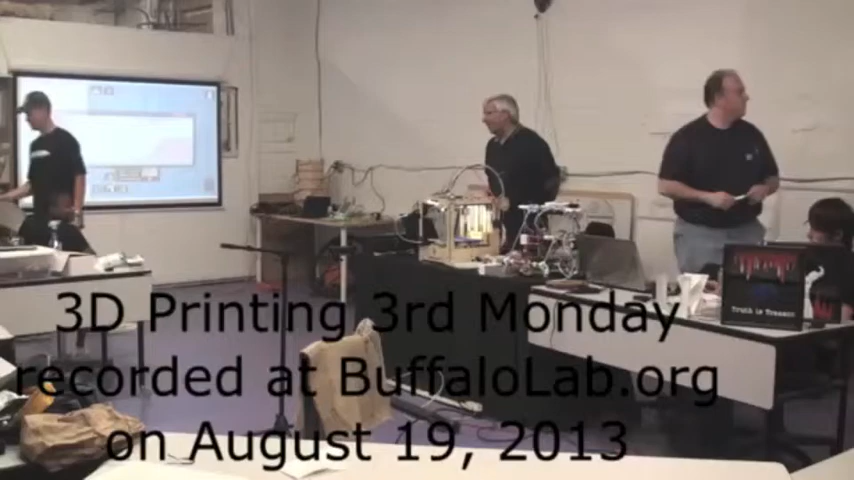 3D Printing 3rd Monday
recorded at BuffaloLab.org
on August 19, 2013
Truth is Treason